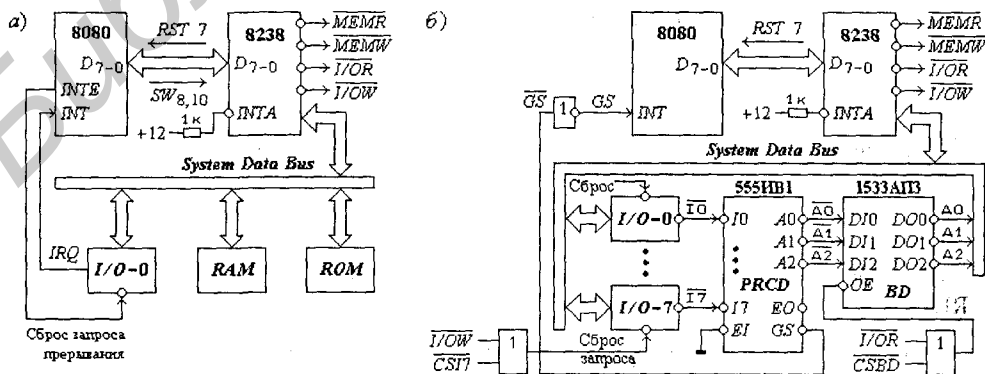 а)
8080
RST 7
8238
D7-0
D7-0
SW8,10
INTE
INT
INTA
+12
1к
MEMR
MEMW
I/OR
I/OW
System Data Bus
IRQ
I/O-0
RAM
ROM
Сброс запроса
прерывания
б)
8080
RST 7
8238
D7-0
D7-0
GS
1
GS
INT
INTA
+12
1к
MEMR
MEMW
I/OR
I/OW
System Data Bus
Сброс
555ИВ1
1533АП3
I/O-0
I0
I0
A0
A0
DI0
DO0
A0
A1
A1
DI1
DO1
A1
A2
A2
DI2
DO2
A2
PRCD
OE
BD
I/O-7
I7
I7
EO
EI
GS
Сброс
запроса
I/OW
CSI7
1
I/OR
CSBD
1